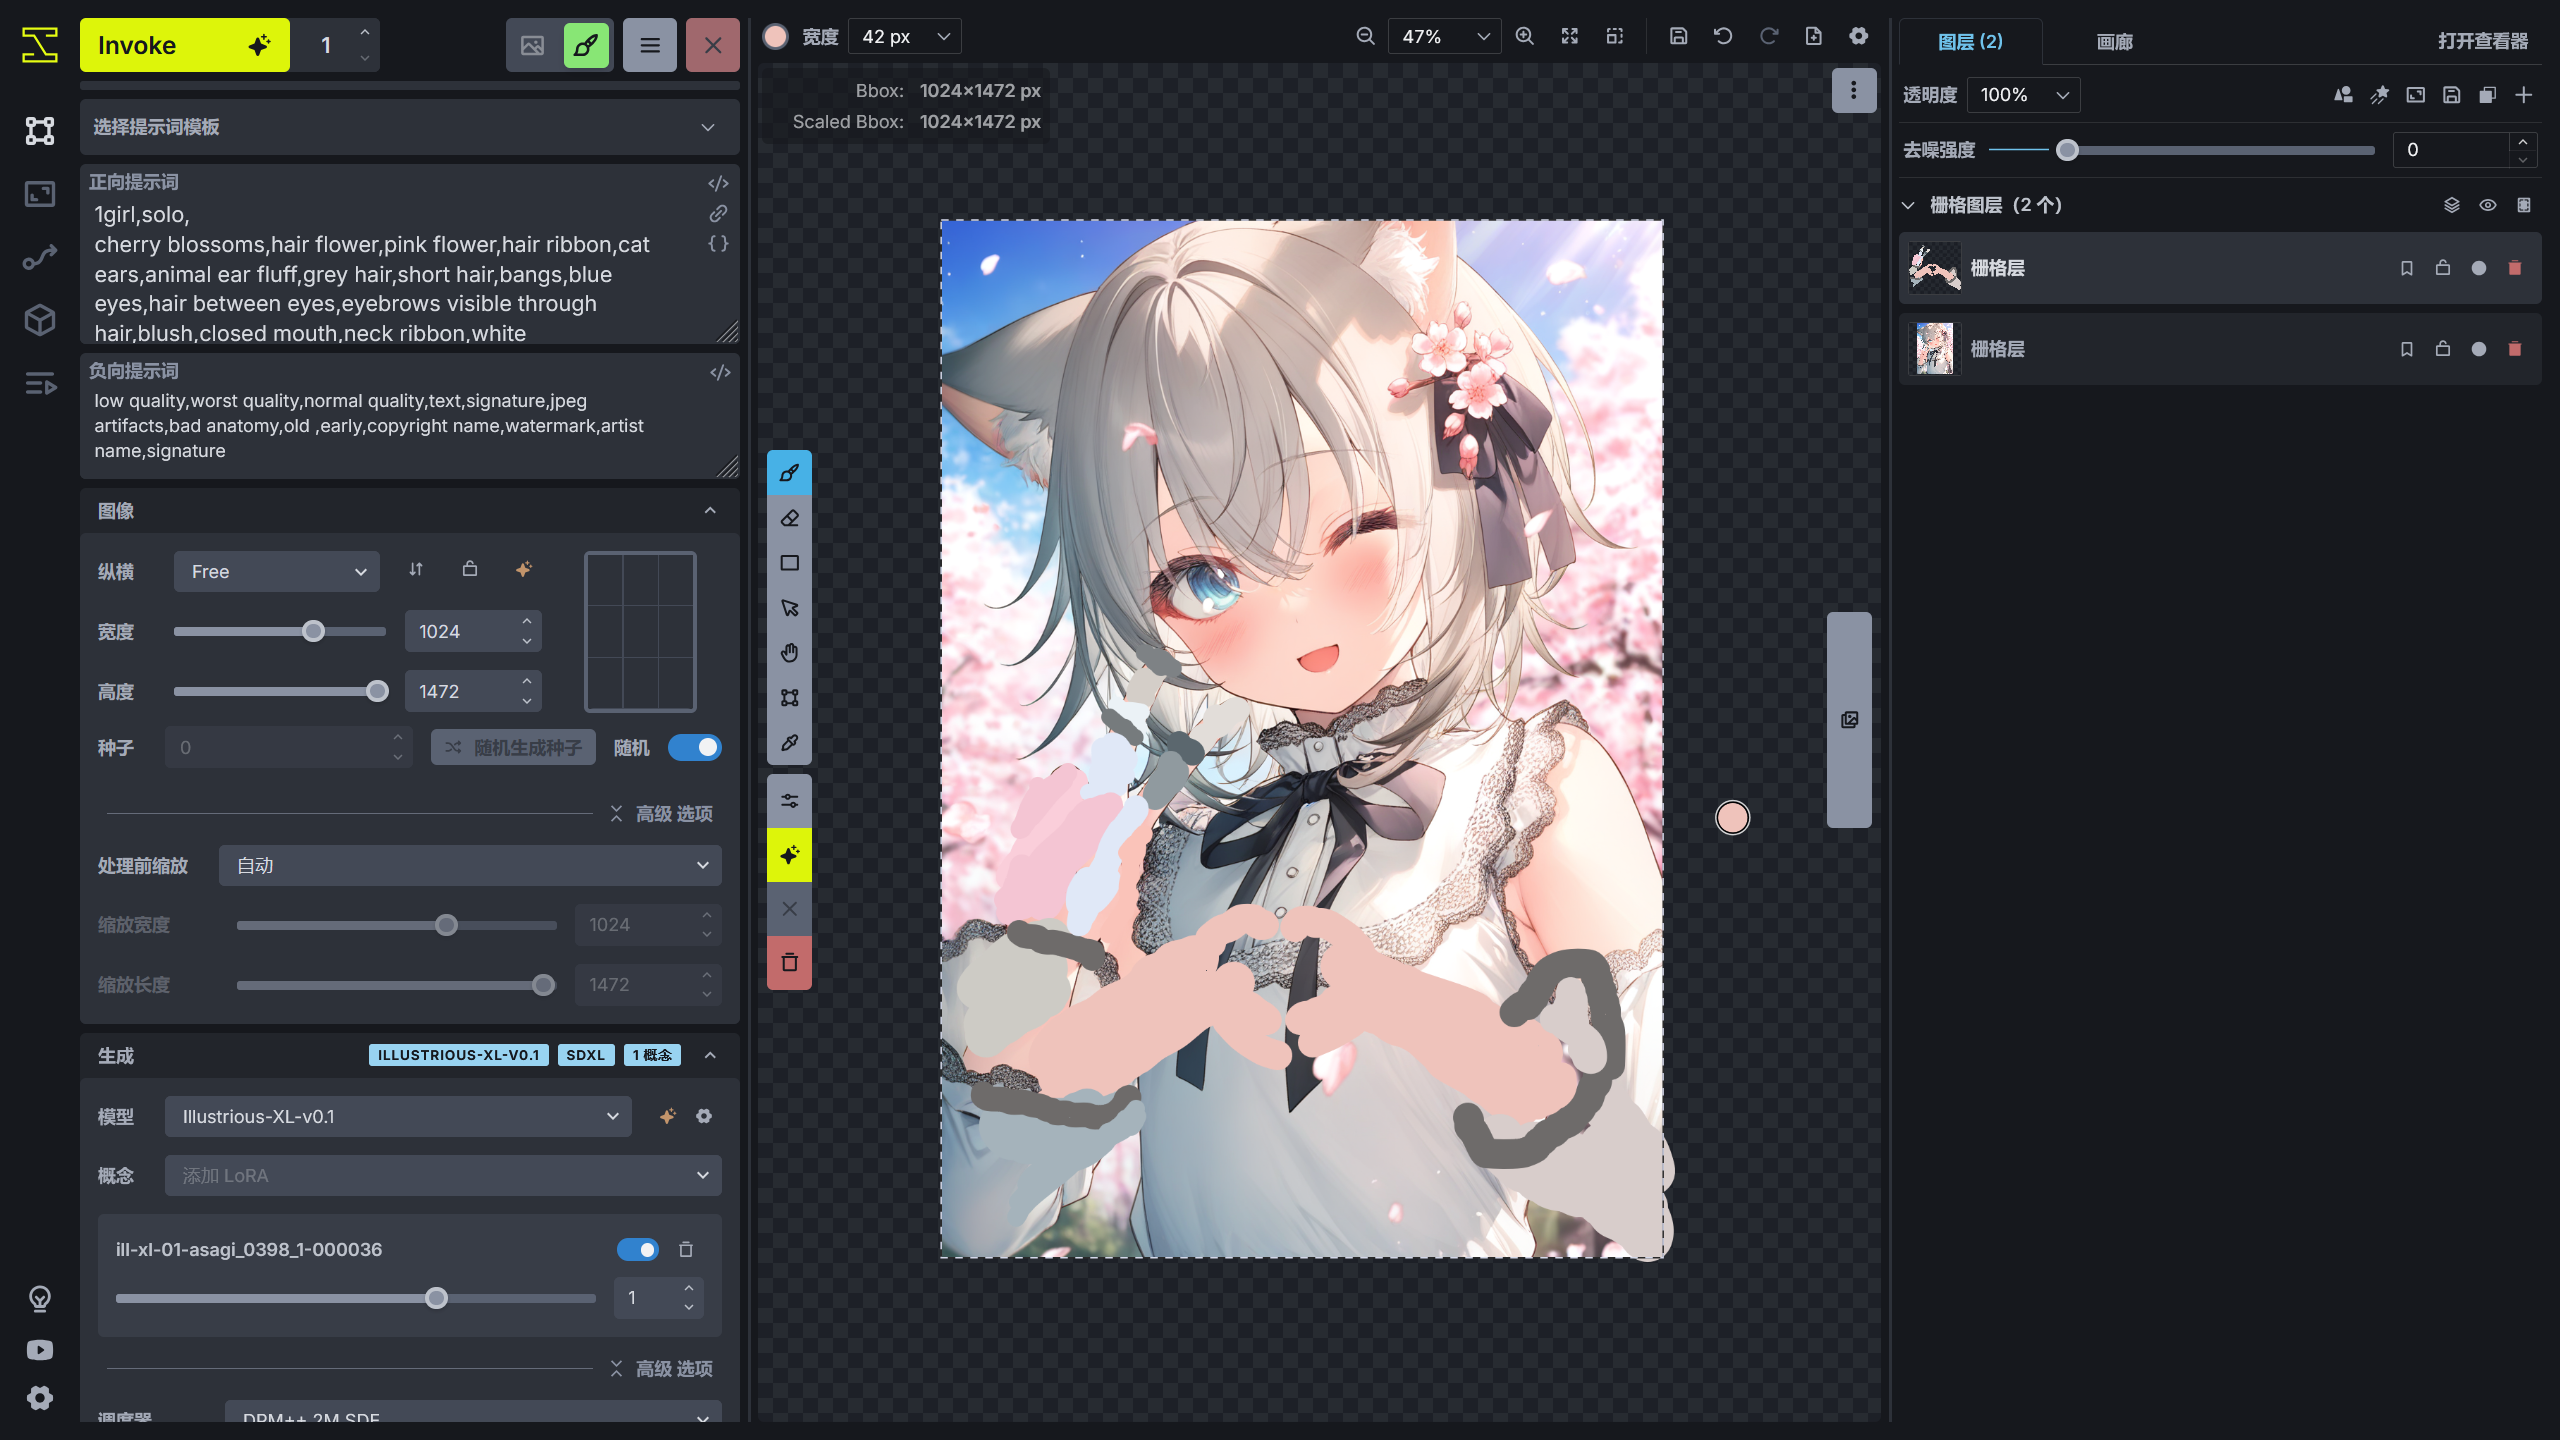 Invoke
1
选择提示词模板
正向提示词
1girl,solo,
cherry blossoms,hair flower,pink flower,hair ribbon,cat
ears,animal ear fluff,grey hair,short hair,bangs,blue
eyes,hair between eyes,eyebrows visible through
hair,blush,closed mouth,neck ribbon,white
负向提示词
low quality,worst quality,normal quality,text,signature,jpeg
artifacts,bad anatomy,old ,early,copyright name,watermark,artist
name,signature
图像
纵横
Free
宽度
1024
高度
1472
种子
0
随机生成种子
随机
高级 选项
处理前缩放
自动
缩放宽度
1024
缩放长度
1472
生成
ILLUSTRIOUS-XL-V0.1
SDXL
1 概念
模型
Illustrious-XL-v0.1
概念
添加 LoRA
ill-xl-01-asagi_0398_1-000036
1
高级 选项
调度器
DPM++ 2M SDE
宽度
42 px
47%
Bbox: 1024×1472 px
Scaled Bbox: 1024×1472 px
图层 (2)
画廊
打开查看器
透明度
100%
去噪强度
0
栅格图层（2 个）
栅格层
栅格层